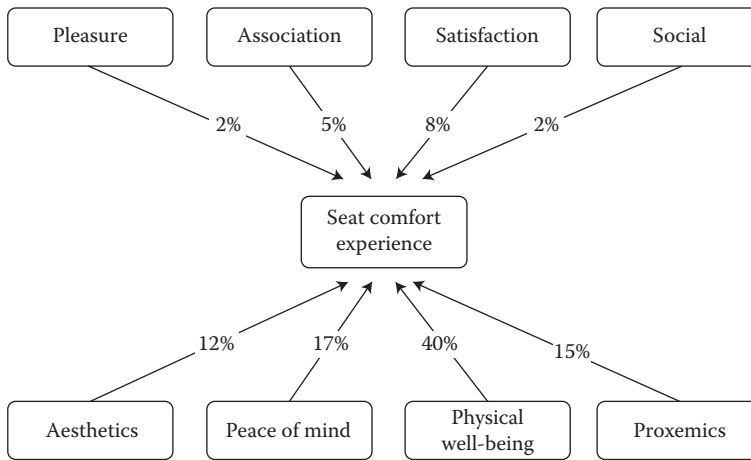 Pleasure
Association
Satisfaction
Social
2%
5%
8%
2%
Seat comfort
experience
12%
17%
40%
15%
Aesthetics
Peace of mind
Physical
well-being
Proxemics